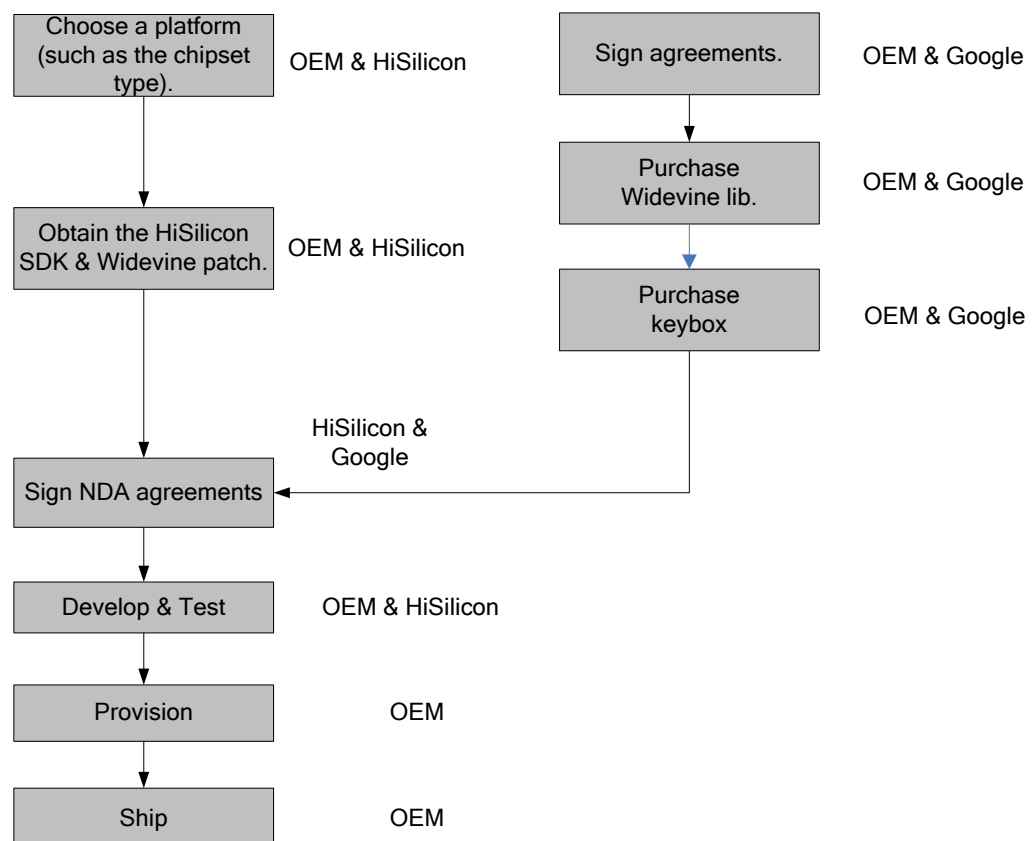 Choose a platform
(such as the chipset
type).
OEM & HiSilicon
Sign agreements.
OEM & Google
Purchase
Widevine lib.
OEM & Google
Obtain the HiSilicon
SDK & Widevine patch.
OEM & HiSilicon
Purchase
keybox
OEM & Google
HiSilicon &
Google
Sign NDA agreements
Develop & Test
OEM & HiSilicon
Provision
OEM
Ship
OEM